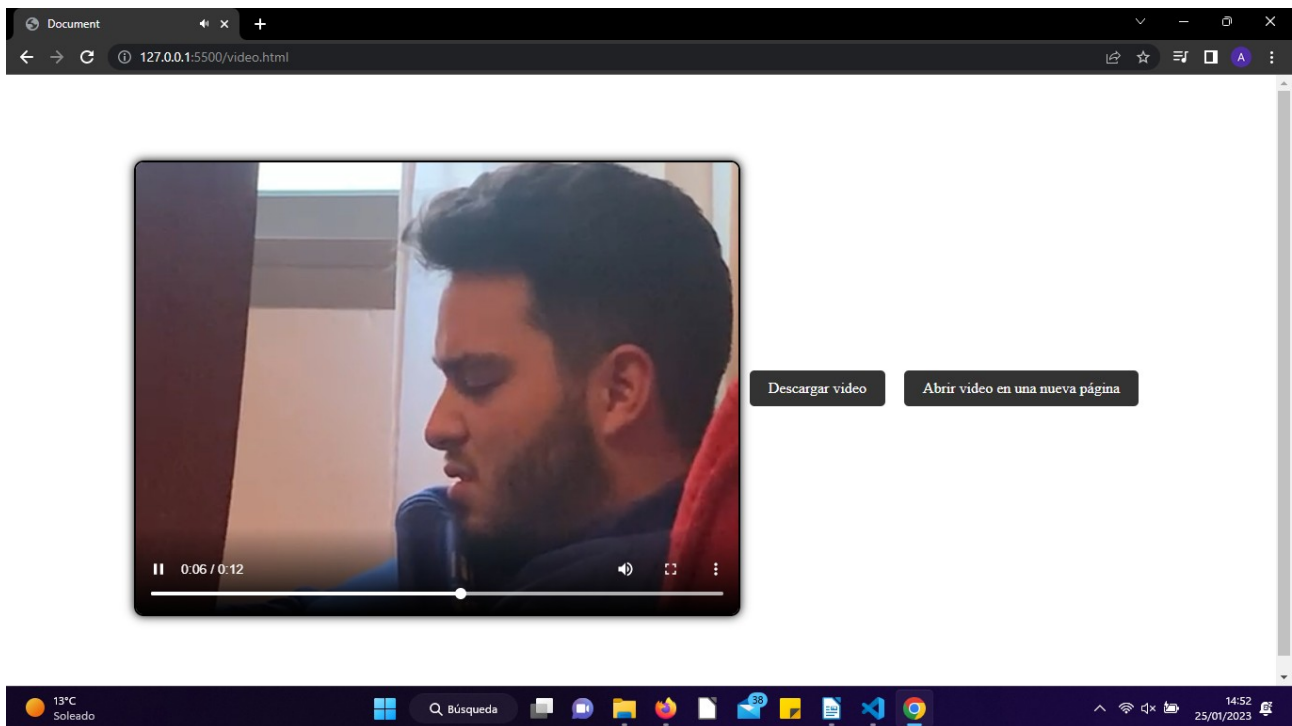 Document
127.0.0.1:5500/video.html
A
Descargar video
Abrir video en una nueva página
0:06 / 0:12
13°C
Soleado
Búsqueda
38
14:52
25/01/2023